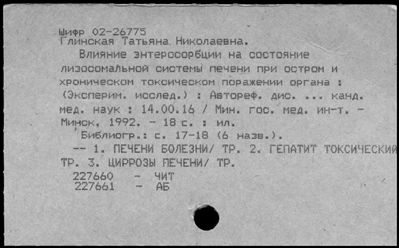 Шифр 02-26775
Глинская Татьяна Николаевна.
Влияние энтеросорбции на состояние
лизосомальной системы печени при остром и
хроническом токсическом поражении органа :
(Эксперим. исслед.) : Автореф. дис. ... канд.
мед. наук : 14.00.16 / Мин. гос. мед. ин-т. -
Минск, 1992. - 18 с. : ил.
Библиогр.: с. 17-18 (6 назв.).
-- 1. ПЕЧЕНИ БОЛЕЗНИ/ ТР. 2. ГЕПАТИТ ТОКСИЧЕСКИЙ
ТР. 3. ЦИРРОЗЫ ПЕЧЕНИ/ ТР.
227660 - ЧИТ
227661 - АБ